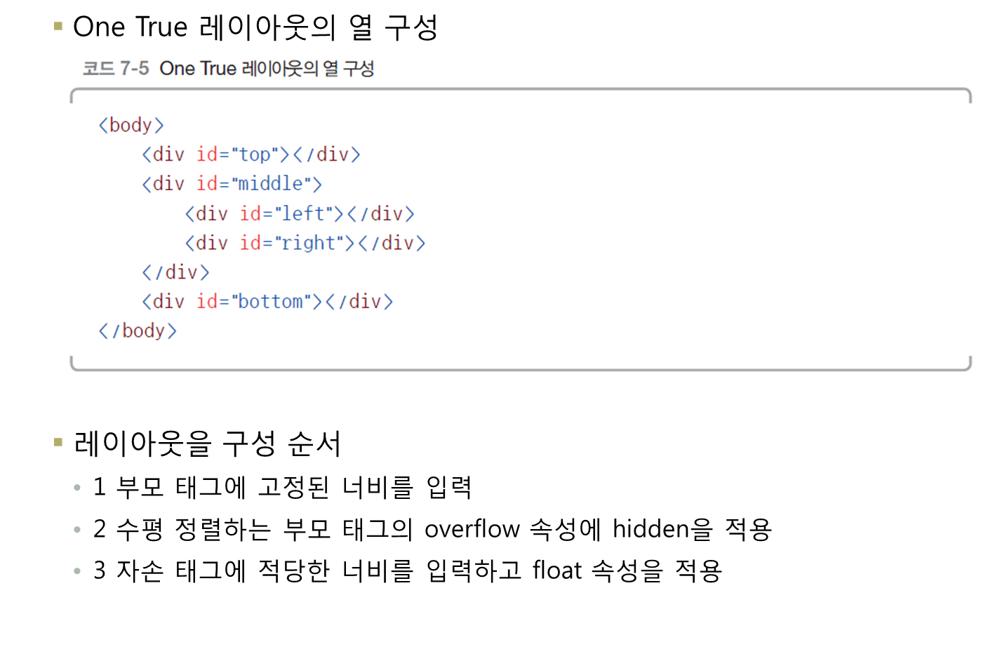 One True 레이아웃의 열 구성
코드 7-5 One True 레이아웃의 열 구성
<body>
<div id="top"></div>
<div id="middle">
<div id="left"></div>
<div id="right"></div>
</div>
<div id="bottom"></div>
</body>
레이아웃을 구성 순서
1 부모 태그에 고정된 너비를 입력
2 수평 정렬하는 부모 태그의 overflow 속성에 hidden을 적용
3 자손 태그에 적당한 너비를 입력하고 float 속성을 적용